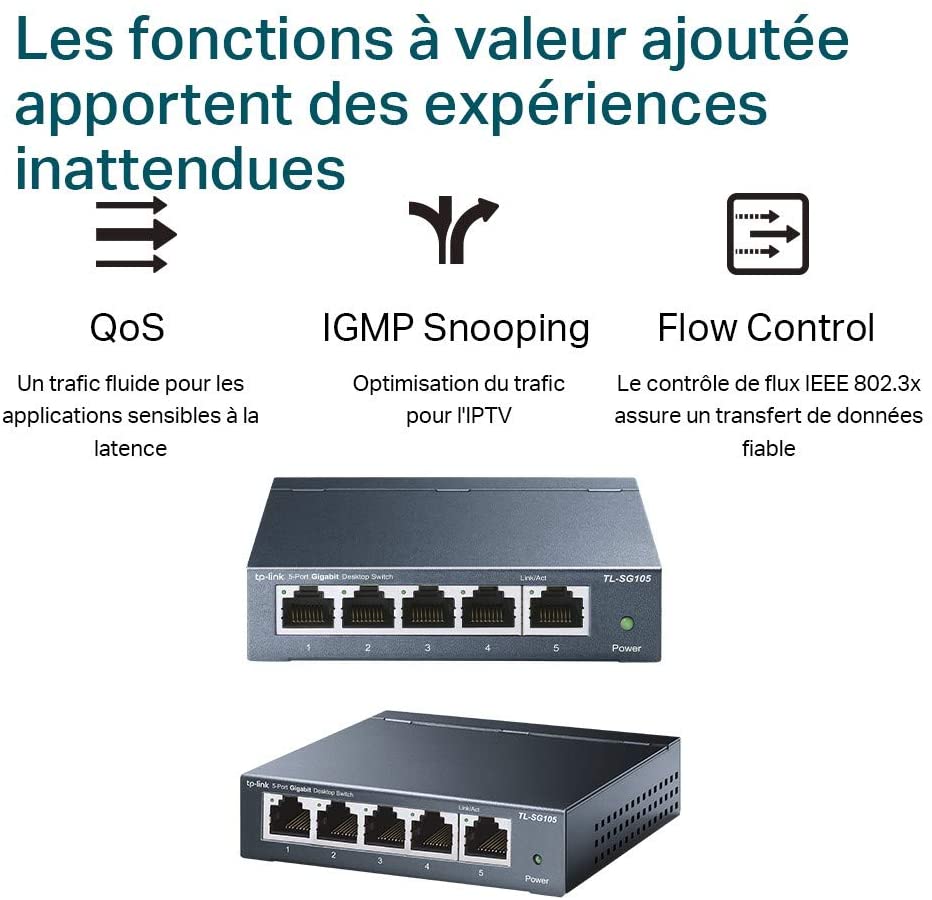 Les fonctions à valeur ajoutée
apportent des expériences
inattendues
QoS
Un trafic fluide pour les
applications sensibles à la
latence
IGMP Snooping
Optimisation du trafic
pour l'IPTV
Flow Control
Le contrôle de flux IEEE 802.3x
assure un transfert de données
fiable
tp-link 5-Port Gigabit Desktop Switch
Link/Act
TL-SG105
1 2 3 4 5 Power
tp-link 5-Port Gigabit Desktop Switch
Link/Act
TL-SG105
1 2 3 4 5 Power